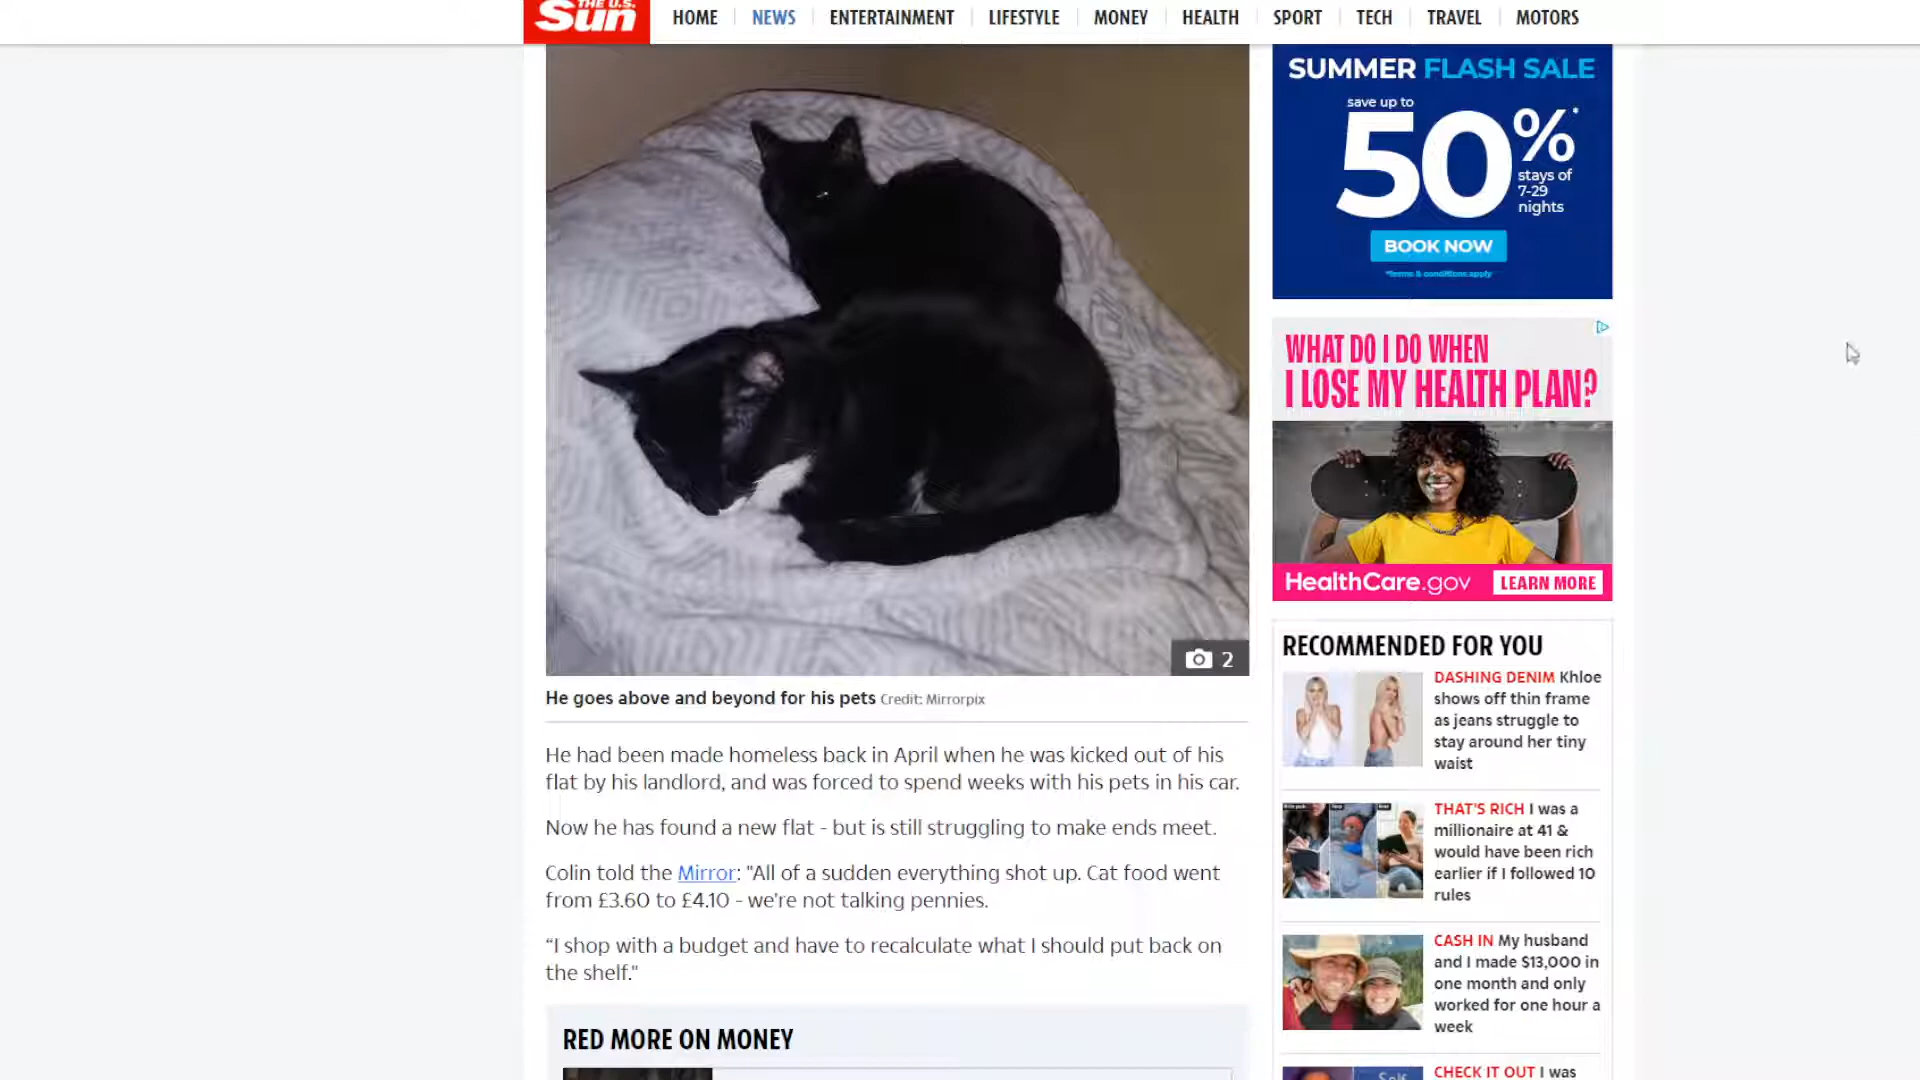 THE U.S.
Sun
HOME
NEWS
ENTERTAINMENT
LIFESTYLE
MONEY
HEALTH
SPORT
TECH
TRAVEL
MOTORS
2
He goes above and beyond for his pets Credit: Mirrorpix
He had been made homeless back in April when he was kicked out of his
flat by his landlord, and was forced to spend weeks with his pets in his car.
Now he has found a new flat - but is still struggling to make ends meet.
Colin told the Mirror: "All of a sudden everything shot up. Cat food went
from £3.60 to £4.10 - we're not talking pennies.
“I shop with a budget and have to recalculate what I should put back on
the shelf."
RED MORE ON MONEY
SUMMER FLASH SALE
save up to
50%*
stays of
7-29
nights
BOOK NOW
*Terms & conditions apply
WHAT DO I DO WHEN
I LOSE MY HEALTH PLAN?
HealthCare.gov
LEARN MORE
RECOMMENDED FOR YOU
DASHING DENIM Khloe
shows off thin frame
as jeans struggle to
stay around her tiny
waist
THAT'S RICH I was a
millionaire at 41 &
would have been rich
earlier if I followed 10
rules
CASH IN My husband
and I made $13,000 in
one month and only
worked for one hour a
week
CHECK IT OUT I was
Self